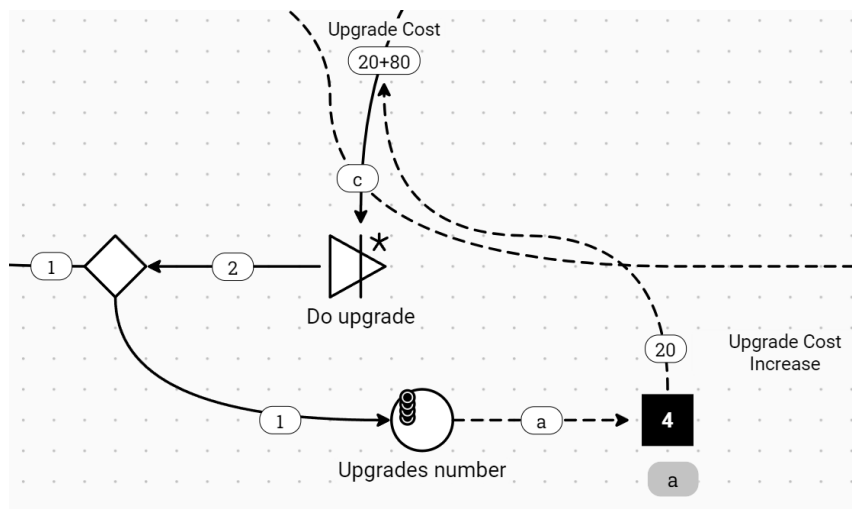 Upgrade Cost
20+80
c
*
1
2
Do upgrade
20
Upgrade Cost
Increase
1
a
4
Upgrades number
a